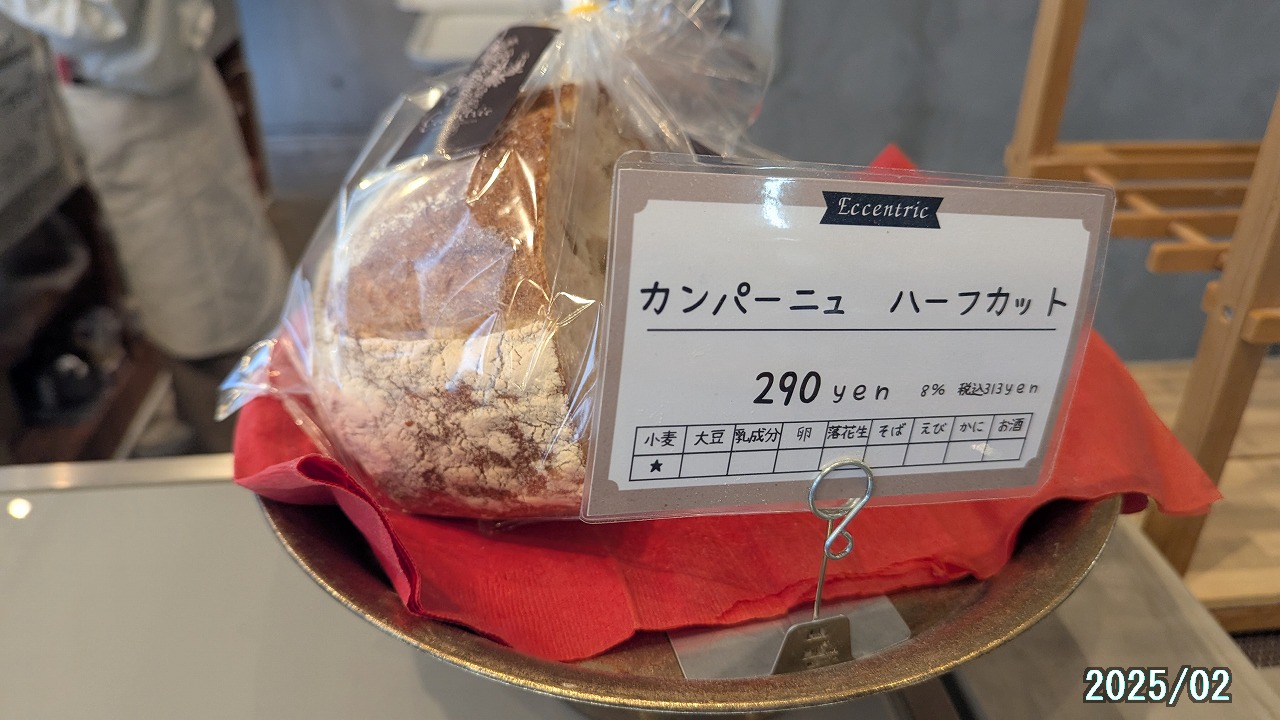 Eccentric
カンパーニュ ハーフカット
290 yen 8% 税込313yen
小麦 大豆 乳成分 卵 落花生 そば えび かに お酒
★
2025/02